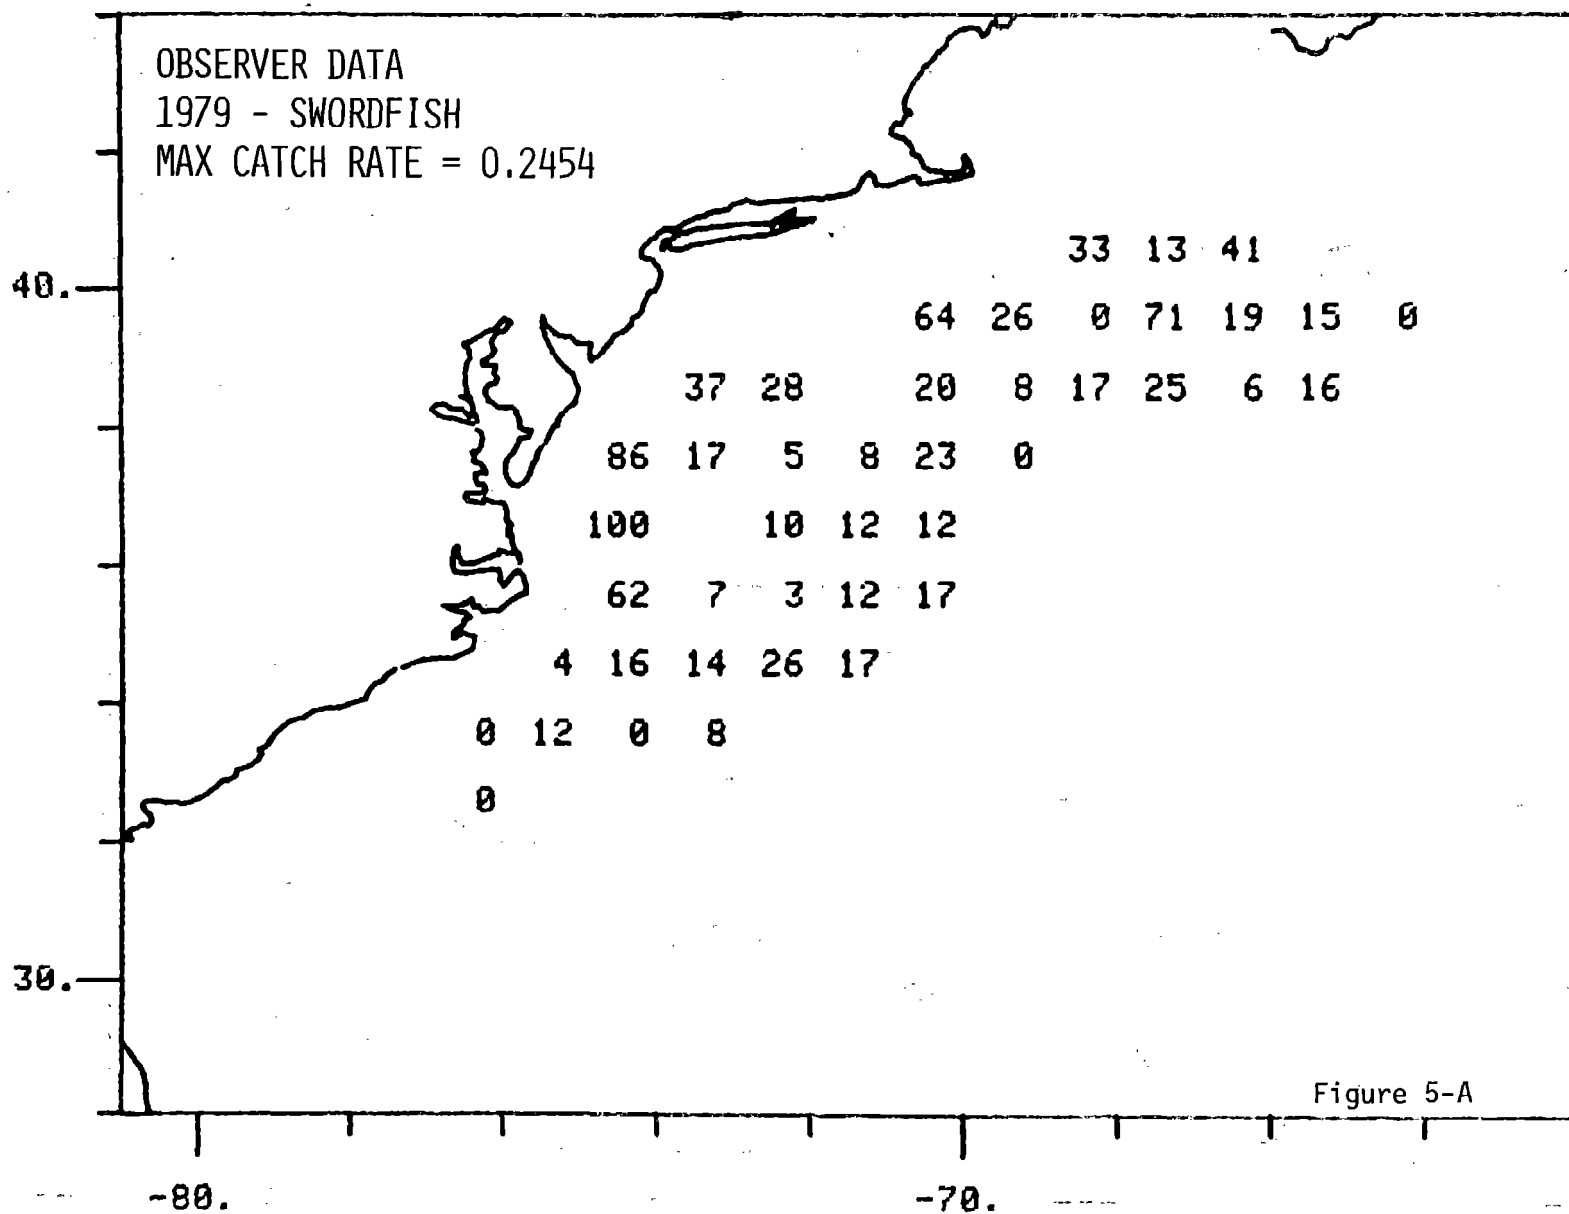 OBSERVER DATA
1979 - SWORDFISH
MAX CATCH RATE = 0.2454
33 13 41
40.
64 26 0 71 19 15 0
37 28 20 8 17 25 6 16
86 17 5 8 23 0
100 10 12 12
62 7 3 12 17
4 16 14 26 17
0 12 0 8
0
30.
Figure 5-A
-80. -70.